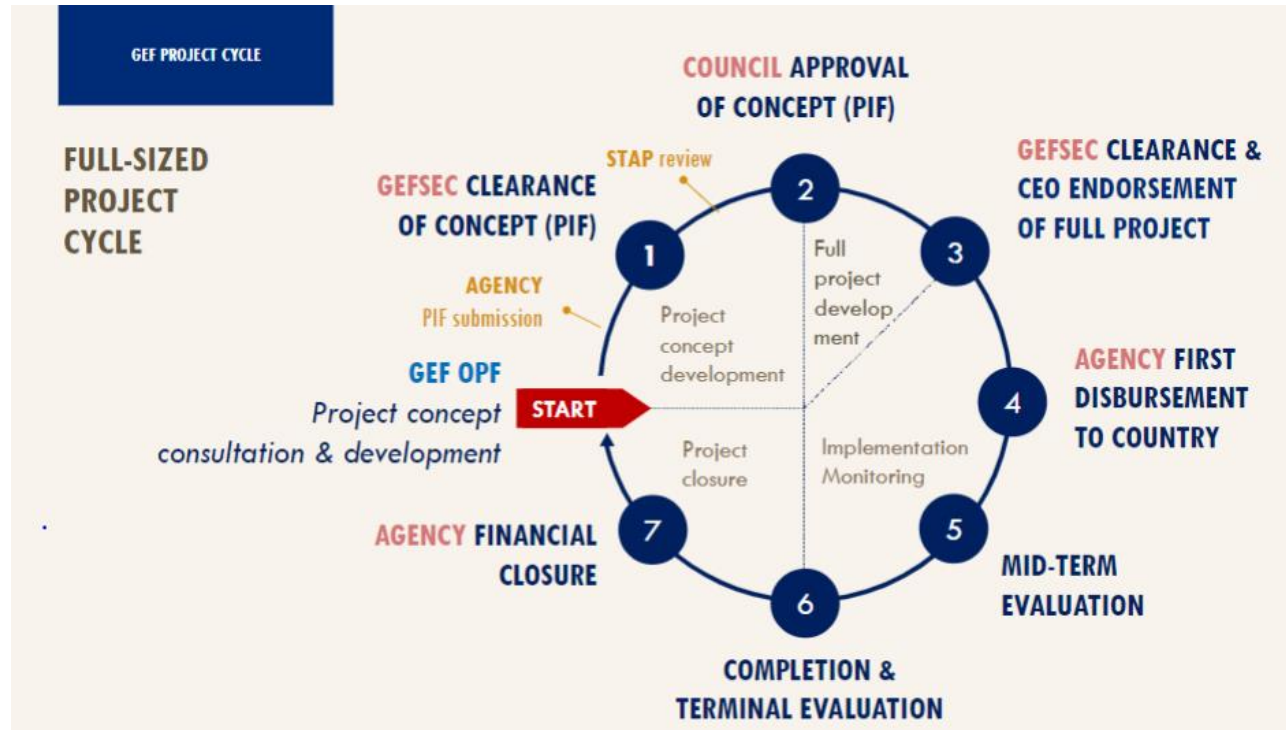 GEF PROJECT CYCLE
FULL-SIZED
PROJECT
CYCLE
COUNCIL APPROVAL
OF CONCEPT (PIF)
STAP review
GEFSEC CLEARANCE
OF CONCEPT (PIF)
GEFSEC CLEARANCE &
CEO ENDORSEMENT
OF FULL PROJECT
1
2
3
AGENCY
PIF submission
Project
concept
development
Full
project
develop
ment
GEF OPF
Project concept
consultation & development
START
AGENCY FIRST
DISBURSEMENT
TO COUNTRY
4
Project
closure
Implementation
Monitoring
AGENCY FINANCIAL
CLOSURE
7
5
MID-TERM
EVALUATION
6
COMPLETION &
TERMINAL EVALUATION